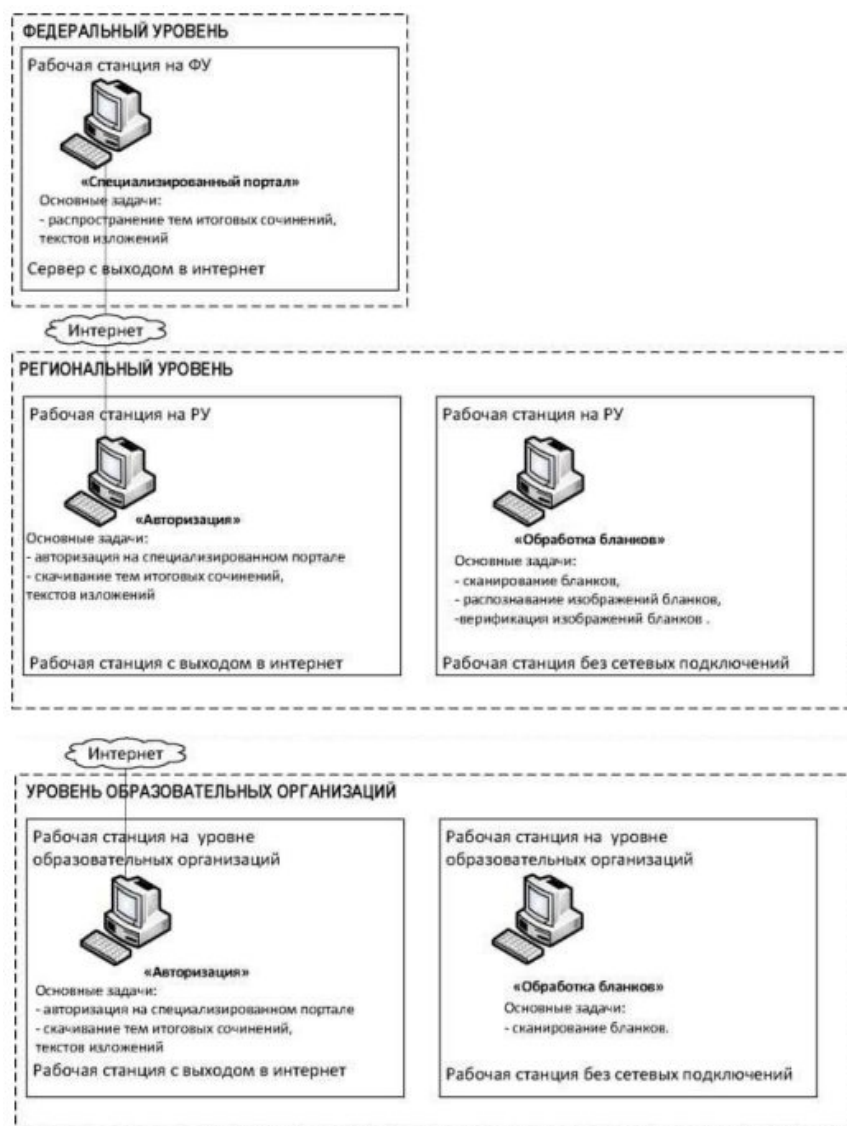 ФЕДЕРАЛЬНЫЙ УРОВЕНЬ
Рабочая станция на ФУ
«Специализированный портал»
Основные задачи:
- распространение тем итоговых сочинений,
текстов изложений
Сервер с выходом в интернет
Интернет
РЕГИОНАЛЬНЫЙ УРОВЕНЬ
Рабочая станция на РУ
«Авторизация»
Основные задачи:
- авторизация на специализированном портале
- скачивание тем итоговых сочинений,
текстов изложений
Рабочая станция с выходом в интернет
Рабочая станция на РУ
«Обработка бланков»
Основные задачи:
- сканирование бланков,
- распознавание изображений бланков,
-верификация изображений бланков .
Рабочая станция без сетевых подключений
Интернет
УРОВЕНЬ ОБРАЗОВАТЕЛЬНЫХ ОРГАНИЗАЦИЙ
Рабочая станция на уровне
образовательных организаций
«Авторизация»
Основные задачи:
- авторизация на специализированном портале
- скачивание тем итоговых сочинений,
текстов изложений
Рабочая станция с выходом в интернет
Рабочая станция на уровне
образовательных организаций
«Обработка бланков»
Основные задачи:
- сканирование бланков.
Рабочая станция без сетевых подключений